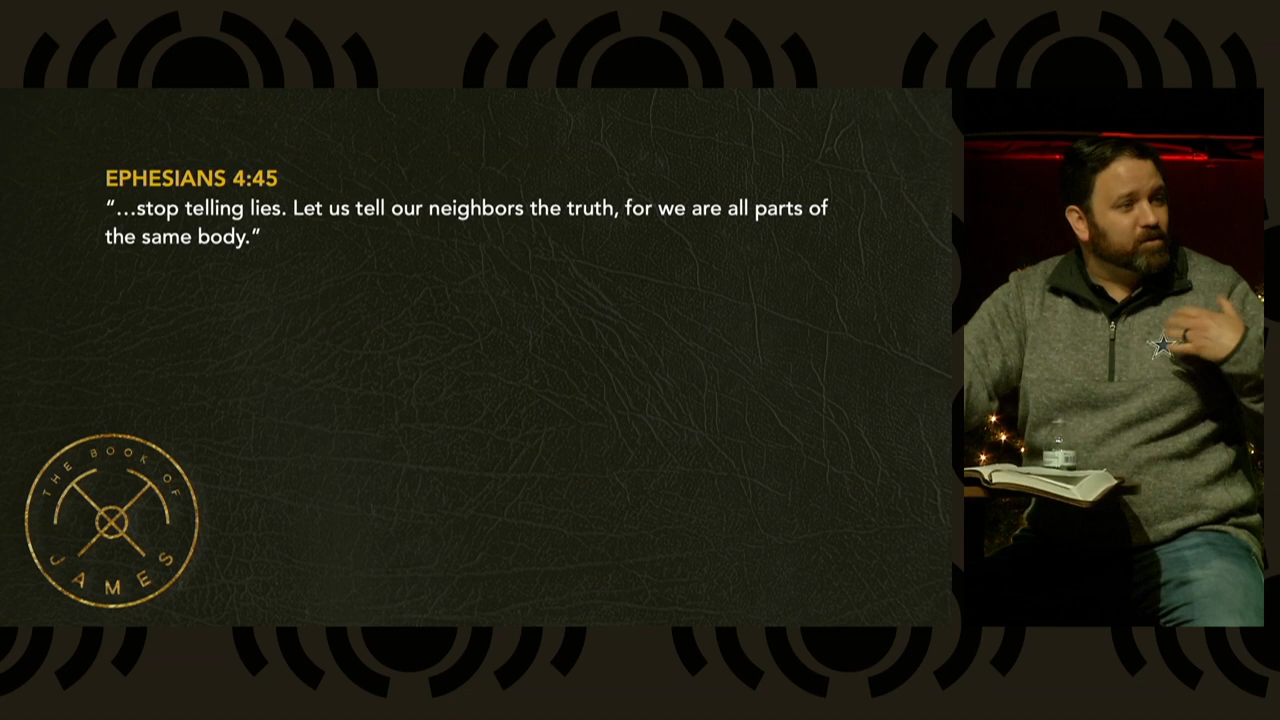 EPHESIANS 4:45
“…stop telling lies. Let us tell our neighbors the truth, for we are all parts of
the same body.”
THE BOOK OF
JAMES